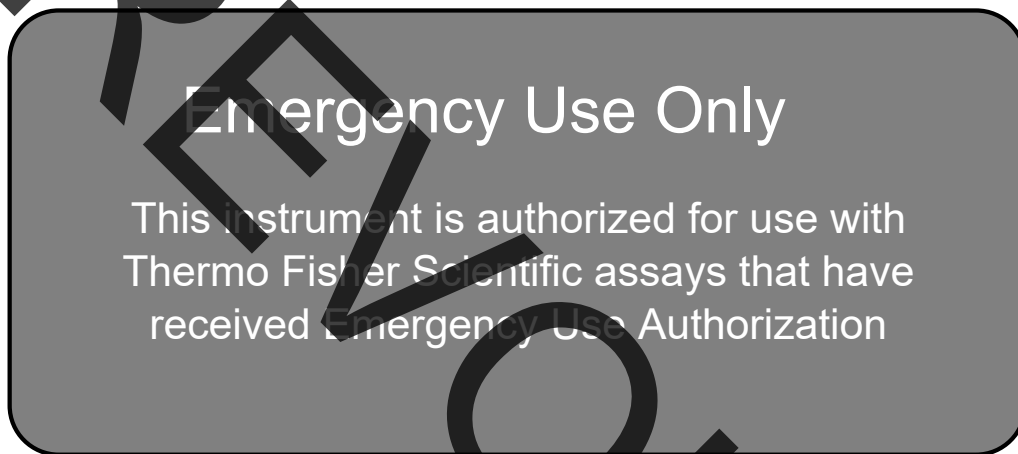 Emergency Use Only
This instrument is authorized for use with
Thermo Fisher Scientific assays that have
received Emergency Use Authorization